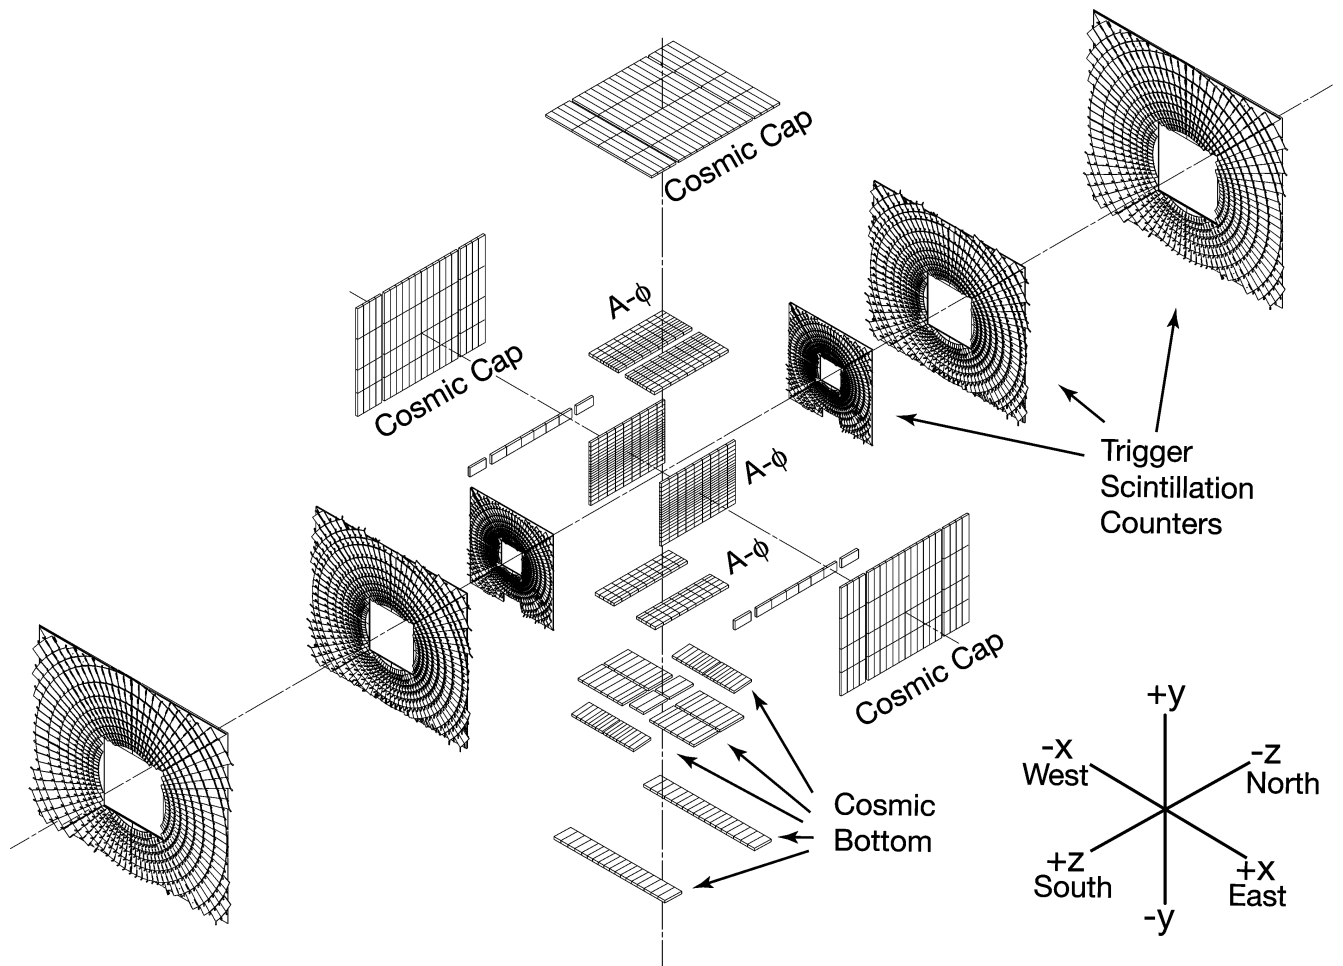 Cosmic Cap
A-ϕ
Cosmic Cap
A-ϕ
Trigger
Scintillation
Counters
A-ϕ
Cosmic Cap
Cosmic
Bottom
+y
-x
West
-z
North
+z
South
+x
East
-y